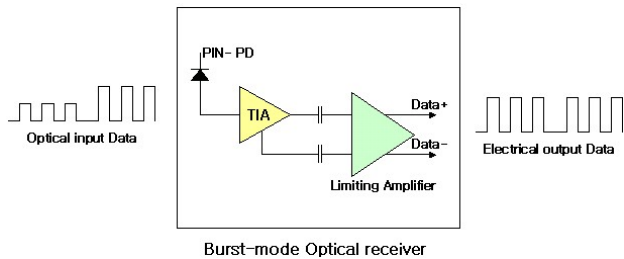 PIN- PD
TIA
Data+
Data-
Limiting Amplifier
Optical input Data
Electrical output Data
Burst-mode Optical receiver